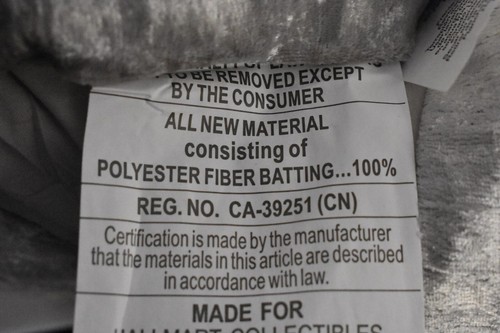 TO BE REMOVED EXCEPT
BY THE CONSUMER
ALL NEW MATERIAL
consisting of
POLYESTER FIBER BATTING...100%
REG. NO. CA-39251 (CN)
Certification is made by the manufacturer
that the materials in this article are described
in accordance with law.
MADE FOR
COLLECTIBLES